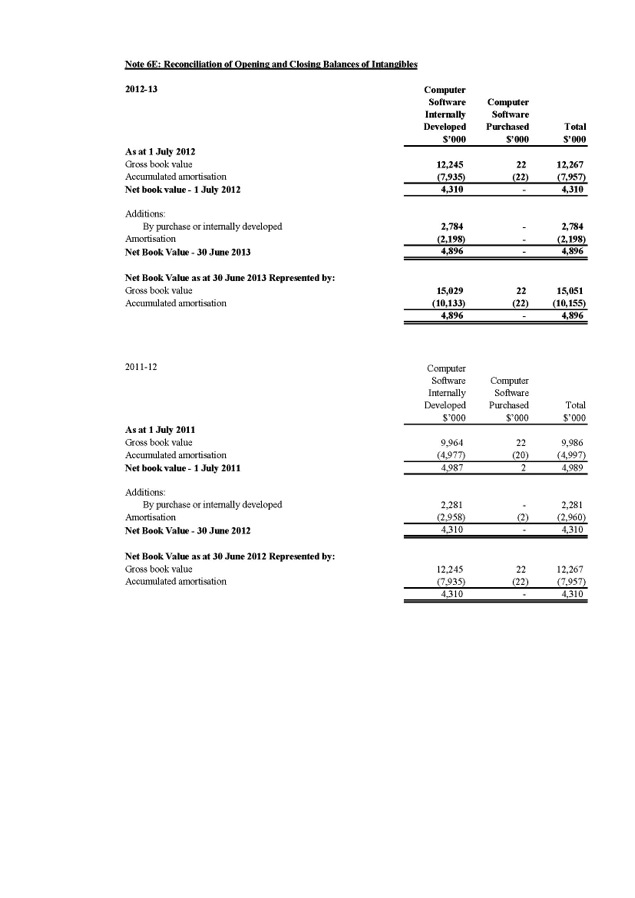 Note 6E: Reconciliation of Opening and Closing Balances of Intangibles
2012-13 Computer
Software Computer
Internally Software
Developed Purchased Total
$'000 $'000 $'000
As at 1 July 2012
Gross book value 12,245 22 12,267
Accumulated amortisation (7,935) (22) (7,957)
Net book value - 1 July 2012 4,310 - 4,310
Additions:
By purchase or internally developed 2,784 - 2,784
Amortisation (2,198) - (2,198)
Net Book Value - 30 June 2013 4,896 - 4,896
Net Book Value as at 30 June 2013 Represented by:
Gross book value 15,029 22 15,051
Accumulated amortisation (10,133) (22) (10,155)
4,896 - 4,896
2011-12 Computer
Software Computer
Internally Software
Developed Purchased Total
$'000 $'000 $'000
As at 1 July 2011
Gross book value 9,964 22 9,986
Accumulated amortisation (4,977) (20) (4,997)
Net book value - 1 July 2011 4,987 2 4,989
Additions:
By purchase or internally developed 2,281 - 2,281
Amortisation (2,958) (2) (2,960)
Net Book Value - 30 June 2012 4,310 - 4,310
Net Book Value as at 30 June 2012 Represented by:
Gross book value 12,245 22 12,267
Accumulated amortisation (7,935) (22) (7,957)
4,310 - 4,310